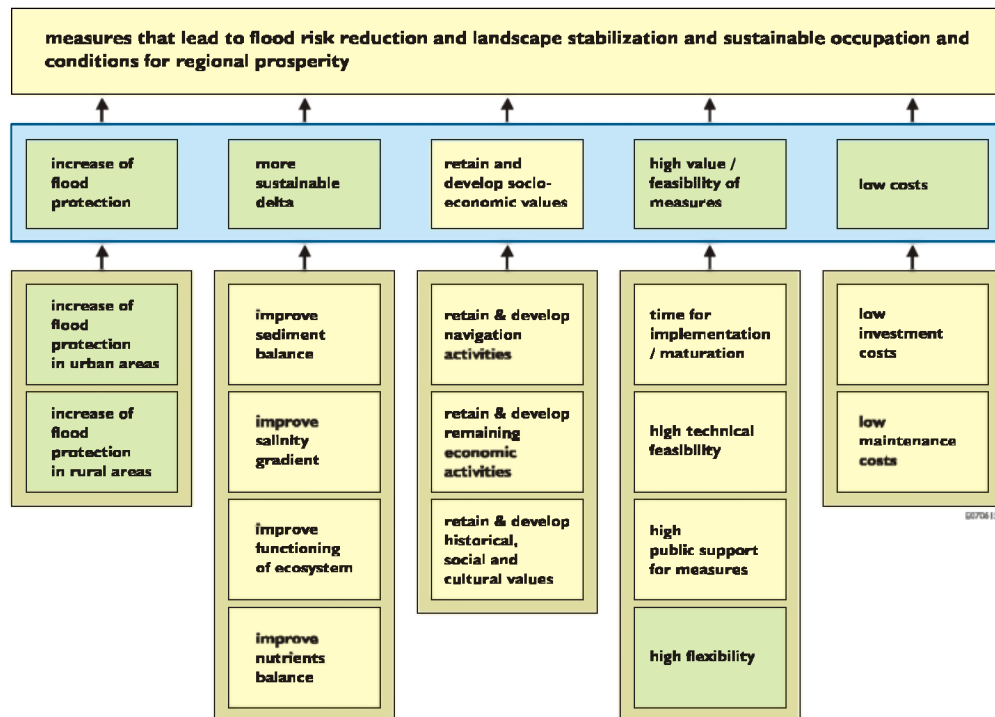 measures that lead to flood risk reduction and landscape stabilization and sustainable occupation and
conditions for regional prosperity
increase of
flood
protection
more
sustainable
delta
retain and
develop socio-
economic values
high value /
feasibility of
measures
low costs
increase of
flood
protection
in urban areas
increase of
flood
protection
in rural areas
improve
sediment
balance
improve
salinity
gradient
improve
functioning
of ecosystem
improve
nutrients
balance
retain & develop
navigation
activities
retain & develop
remaining
economic
activities
retain & develop
historical,
social and
cultural values
time for
implementation
/ maturation
high technical
feasibility
high
public support
for measures
high flexibility
low
investment
costs
low
maintenance
costs